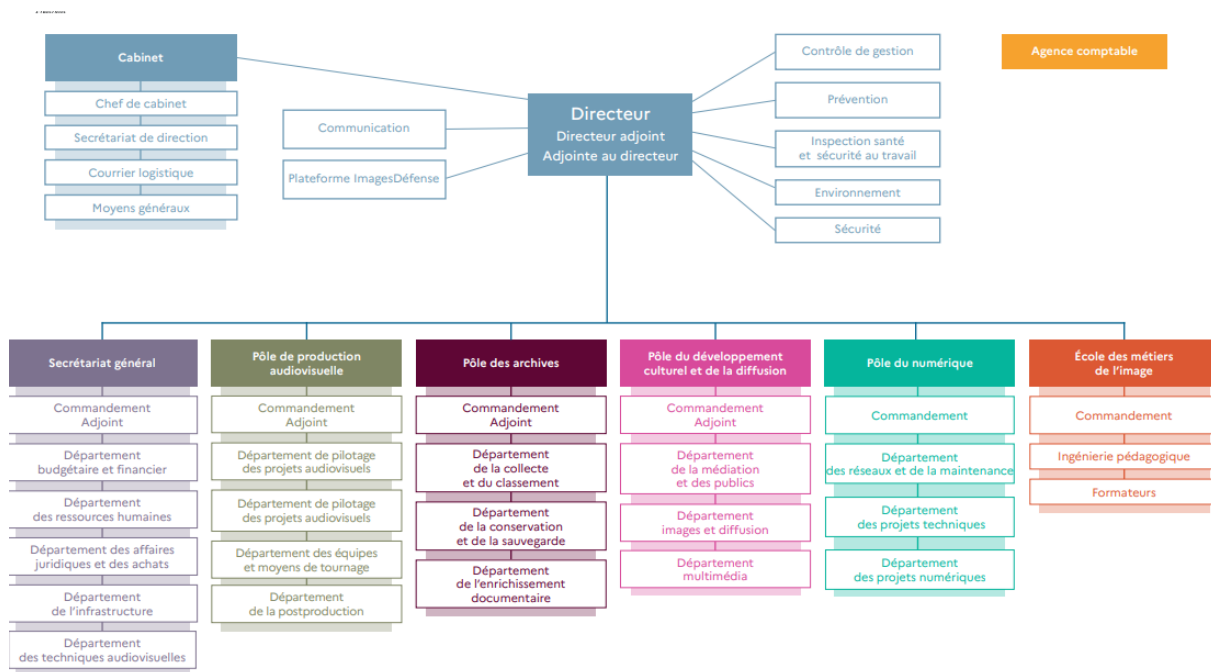 Cabinet
Chef de cabinet
Secrétariat de direction
Courrier logistique
Moyens généraux
Communication
Plateforme ImagesDéfense
Directeur
Directeur adjoint
Adjointe au directeur
Contrôle de gestion
Prévention
Inspection santé
et sécurité au travail
Environnement
Sécurité
Agence comptable
Secrétariat général
Commandement
Adjoint
Département
budgétaire et financier
Département
des ressources humaines
Département des affaires
juridiques et des achats
Département
de l'infrastructure
Département
des techniques audiovisuelles
Pôle de production
audiovisuelle
Commandement
Adjoint
Département de pilotage
des projets audiovisuels
Département de pilotage
des projets audiovisuels
Département des équipes
et moyens de tournage
Département
de la postproduction
Pôle des archives
Commandement
Adjoint
Département
de la collecte
et du classement
Département
de la conservation
et de la sauvegarde
Département
de l'enrichissement
documentaire
Pôle du développement
culturel et de la diffusion
Commandement
Adjoint
Département
de la médiation
et des publics
Département
images et diffusion
Département
multimédia
Pôle du numérique
Commandement
Département
des réseaux et de la maintenance
Département
des projets techniques
Département
des projets numériques
École des métiers
de l'image
Commandement
Ingénierie pédagogique
Formateurs